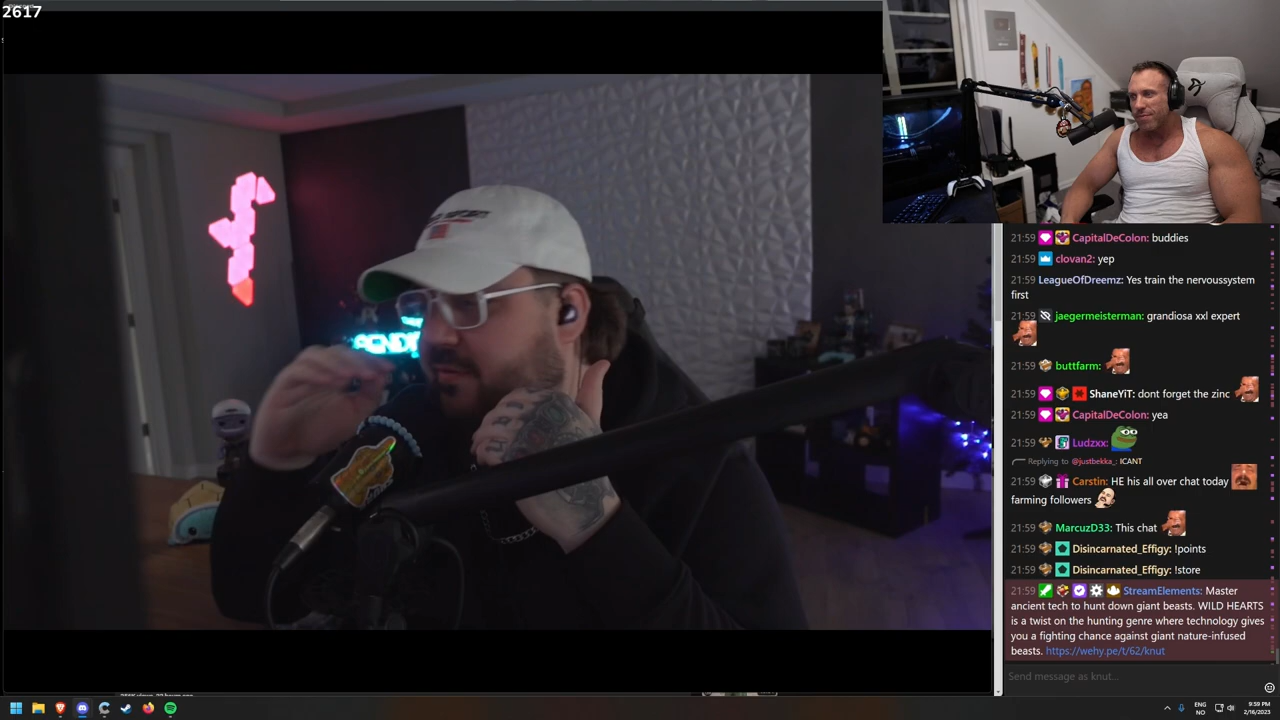 2617
21:59 CapitalDeColon: buddies
21:59 clovan2: yep
LeagueOfDreemz: Yes train the nervoussystem
first
21:59 jaegermeisterman: grandiosa xxl expert
21:59 buttfarm:
21:59 ShaneYiT: dont forget the zinc
21:59 CapitalDeColon: yea
21:59 Ludzxx:
Replying to @justbekka_: ICANT
21:59 Carstin: HE his all over chat today
farming followers
21:59 MarcuzD33: This chat
21:59 Disincarnated_Effigy: !points
21:59 Disincarnated_Effigy: !store
21:59 StreamElements: Master
ancient tech to hunt down giant beasts. WILD HEARTS
is a twist on the hunting genre where technology gives
you a fighting chance against giant nature-infused
beasts. https://wehy.pe/t/62/knut
Send message as knut...
ENG
NO
9:59 PM
2/16/2023